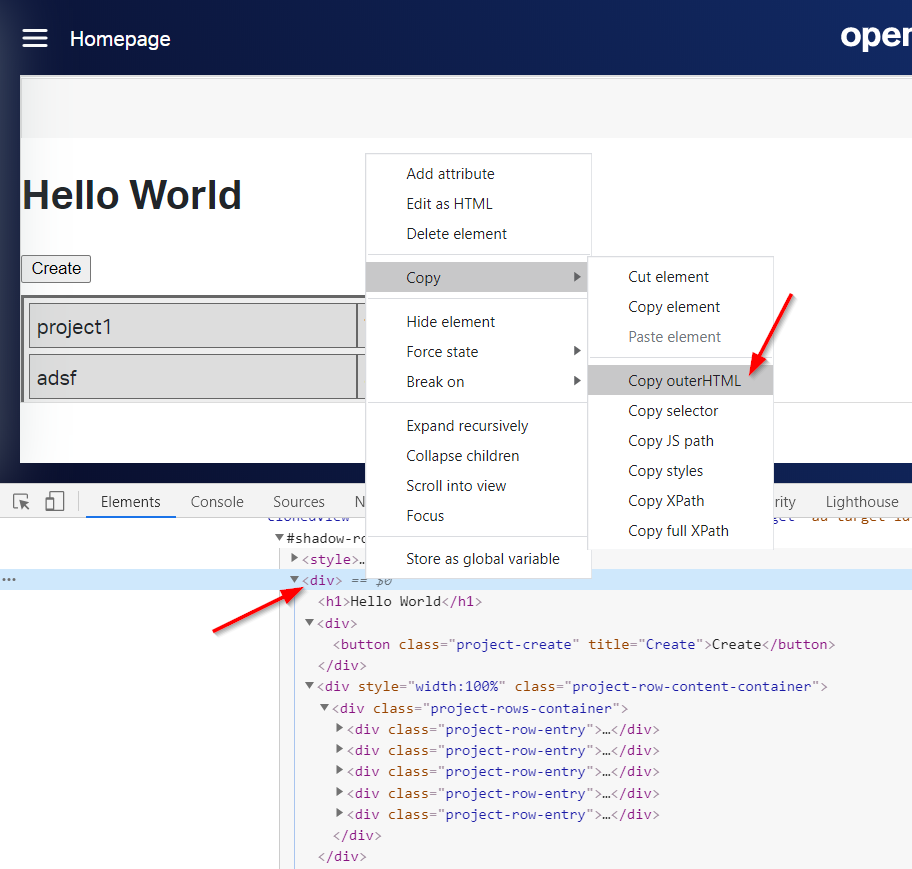 Homepage
open
Hello World
Create
project1
adsf
Add attribute
Edit as HTML
Delete element
Copy
Hide element
Force state
Break on
Expand recursively
Collapse children
Scroll into view
Focus
Store as global variable
Cut element
Copy element
Paste element
Copy outerHTML
Copy selector
Copy JS path
Copy styles
Copy XPath
Copy full XPath
Elements Console Sources N rity Lighthouse
#shadow-ro
▶<style>…
… ▼<div> == $0
<h1>Hello World</h1>
▼<div>
<button class="project-create" title="Create">Create</button>
</div>
▼<div style="width:100%" class="project-row-content-container">
▼<div class="project-rows-container">
▶<div class="project-row-entry">…</div>
▶<div class="project-row-entry">…</div>
▶<div class="project-row-entry">…</div>
▶<div class="project-row-entry">…</div>
▶<div class="project-row-entry">…</div>
</div>
</div>